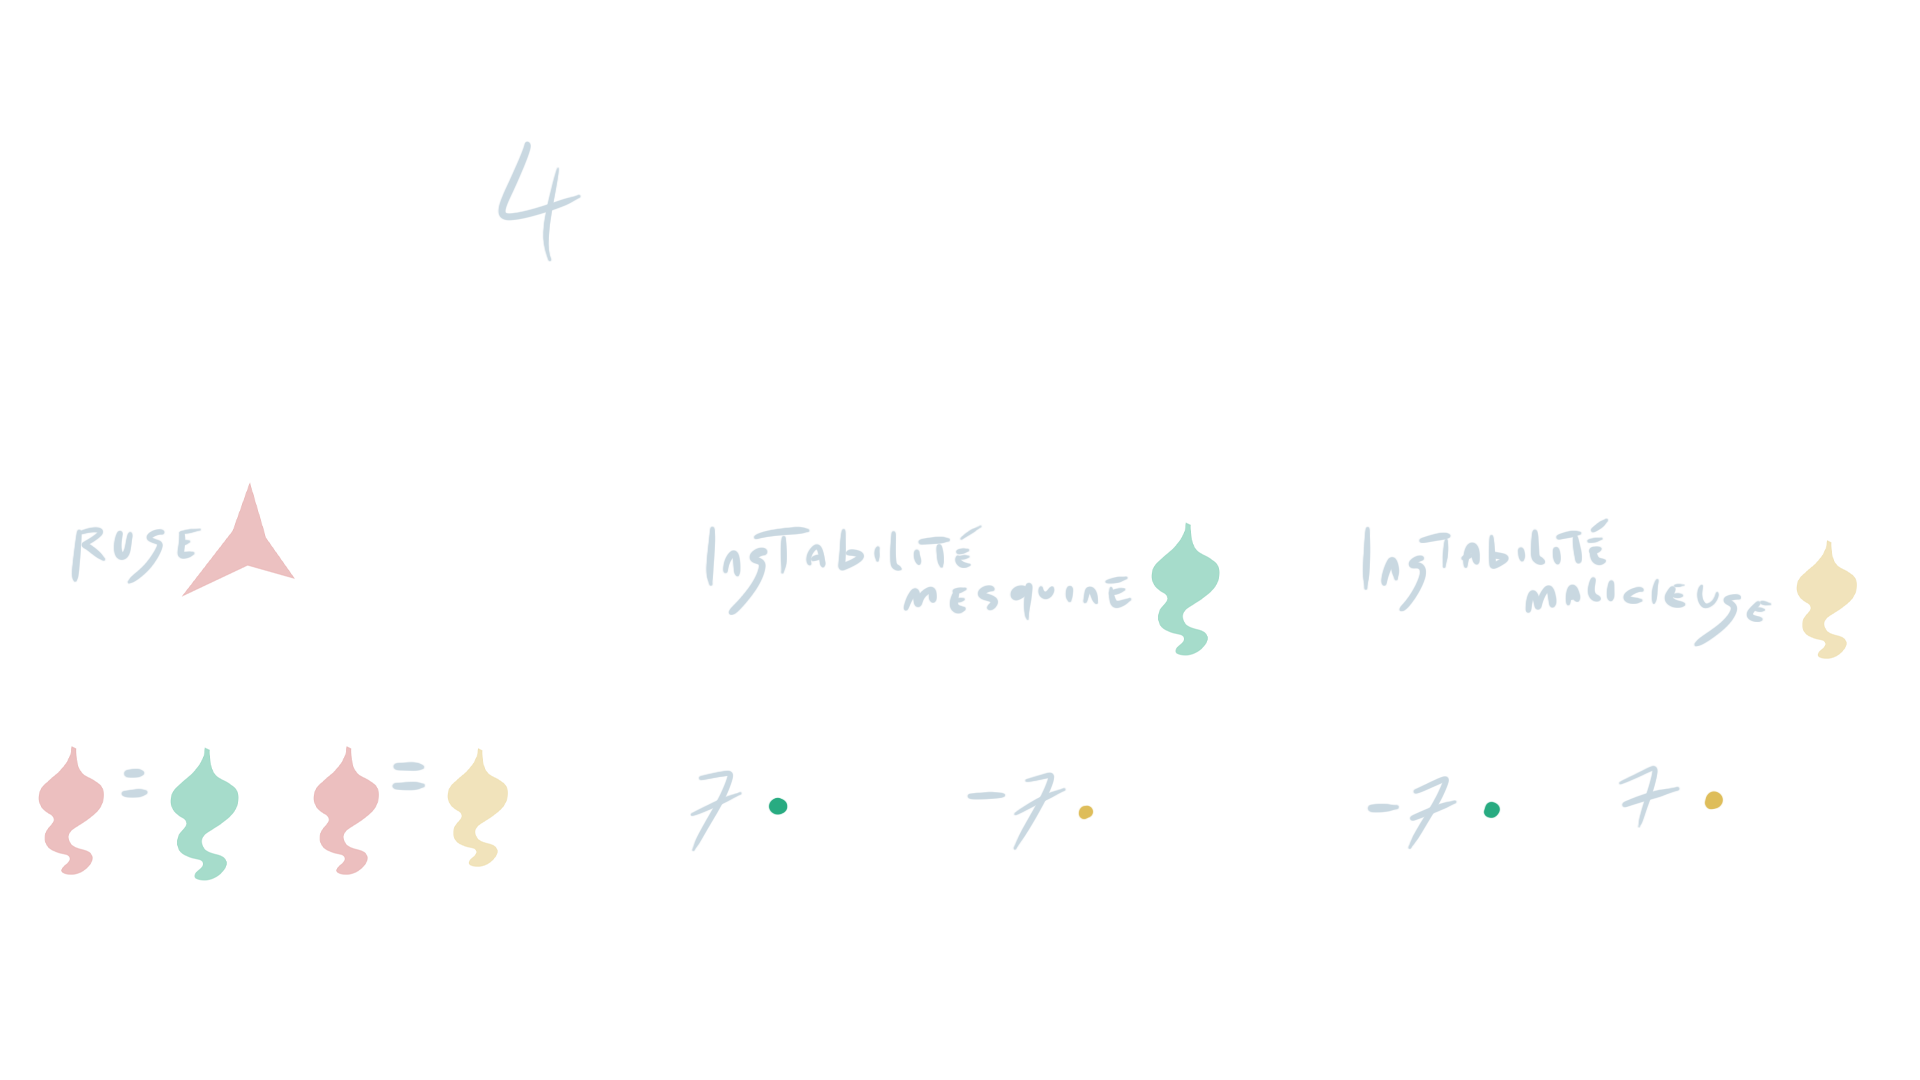 4
RUSE
Instabilité
mesquine
Instabilité
malicieuse
= =
7 -7 -7 7